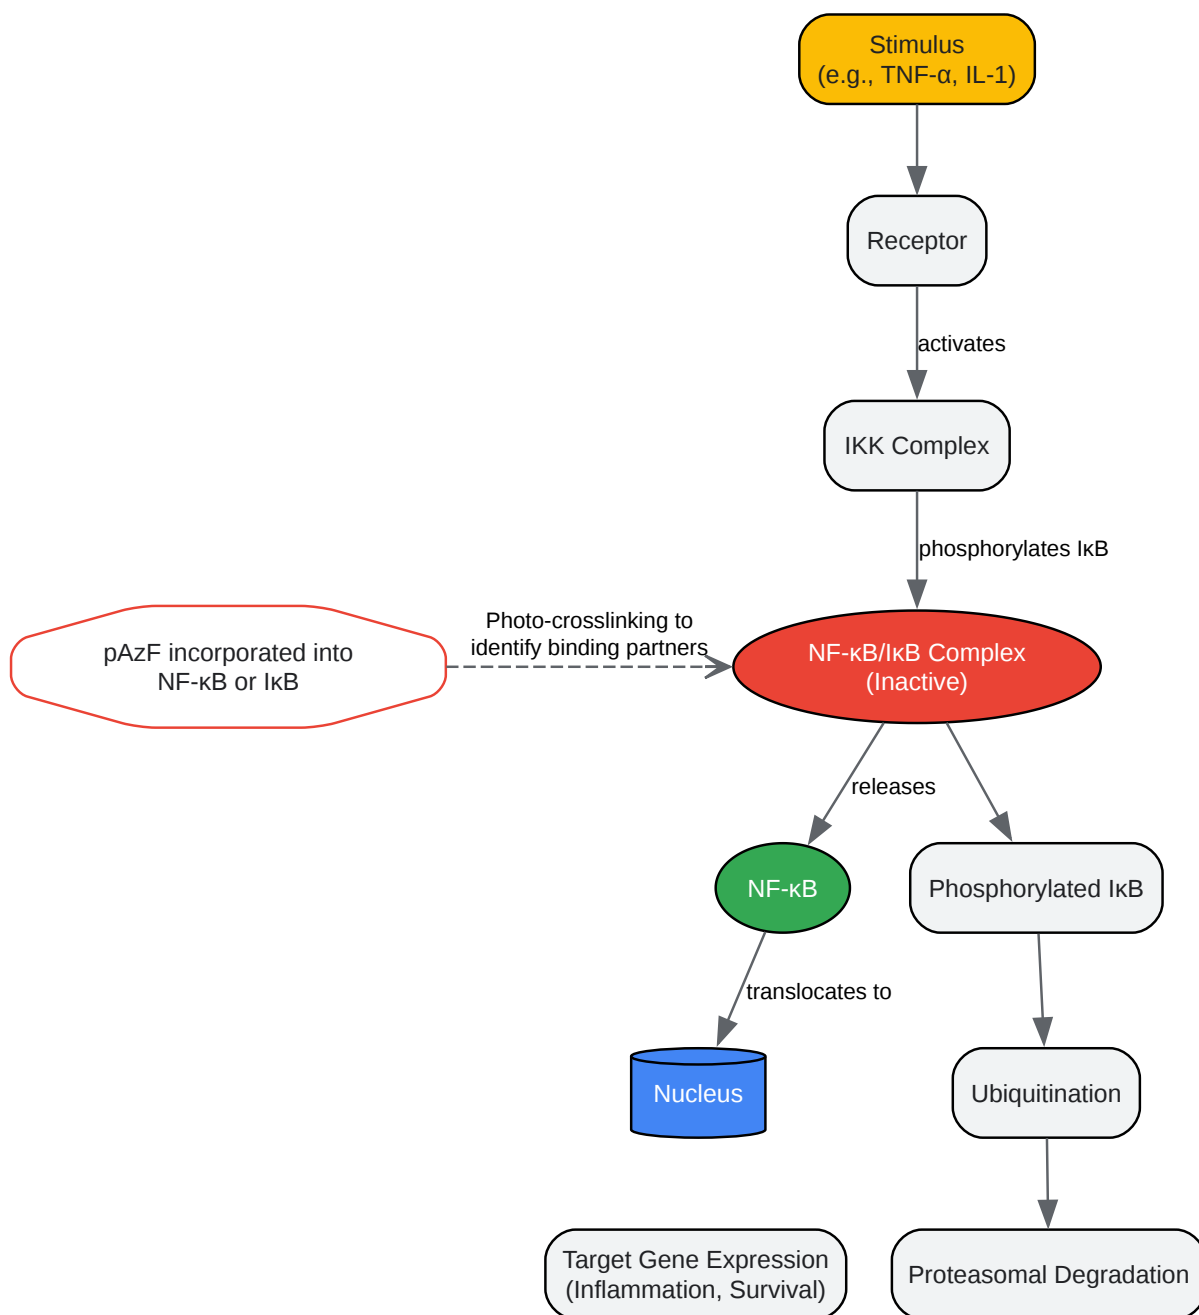 Stimulus
(e.g., TNF-α, IL-1)
Receptor
activates
IKK Complex
phosphorylates IκB
pAzF incorporated into
NF-κB or IκB
Photo-crosslinking to
identify binding partners
NF-κB/IκB Complex
(Inactive)
releases
NF-κB
Phosphorylated IκB
translocates to
Nucleus
Ubiquitination
Target Gene Expression
(Inflammation, Survival)
Proteasomal Degradation